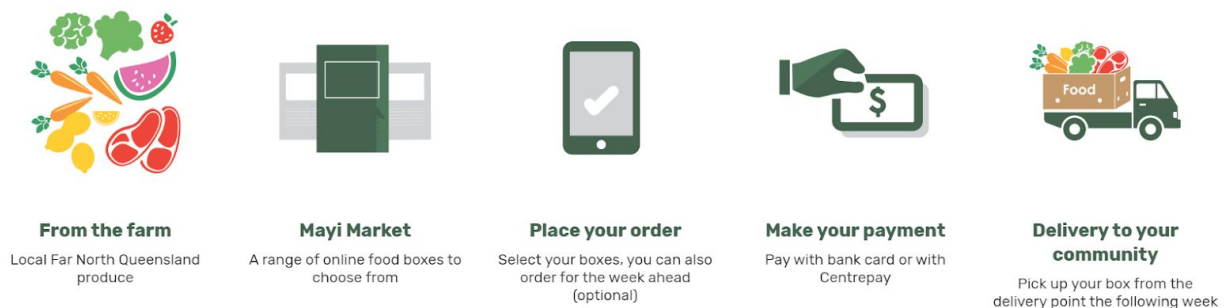 Food
From the farm
Local Far North Queensland
produce
Mayi Market
A range of online food boxes to
choose from
Place your order
Select your boxes, you can also
order for the week ahead
(optional)
$
Make your payment
Pay with bank card or with
Centrepay
Delivery to your
community
Pick up your box from the
delivery point the following week